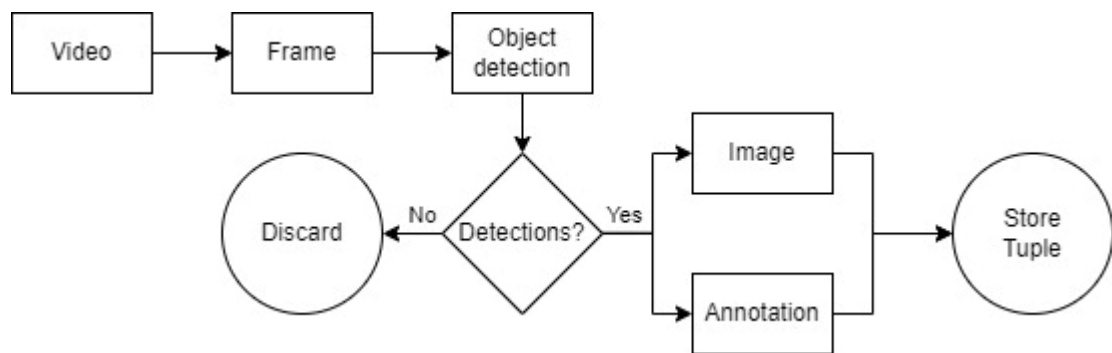 Video
Frame
Object
detection
Discard
No
Detections?
Yes
Image
Annotation
Store
Tuple